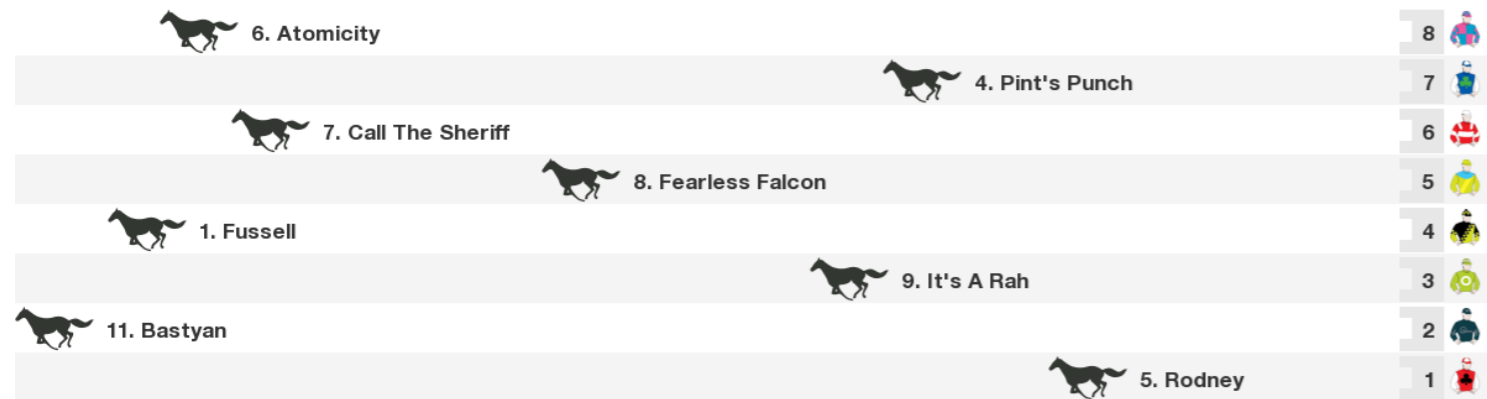 6. Atomicity 8
4. Pint's Punch 7
7. Call The Sheriff 6
8. Fearless Falcon 5
1. Fussell 4
9. It's A Rah 3
11. Bastyan 2
5. Rodney 1